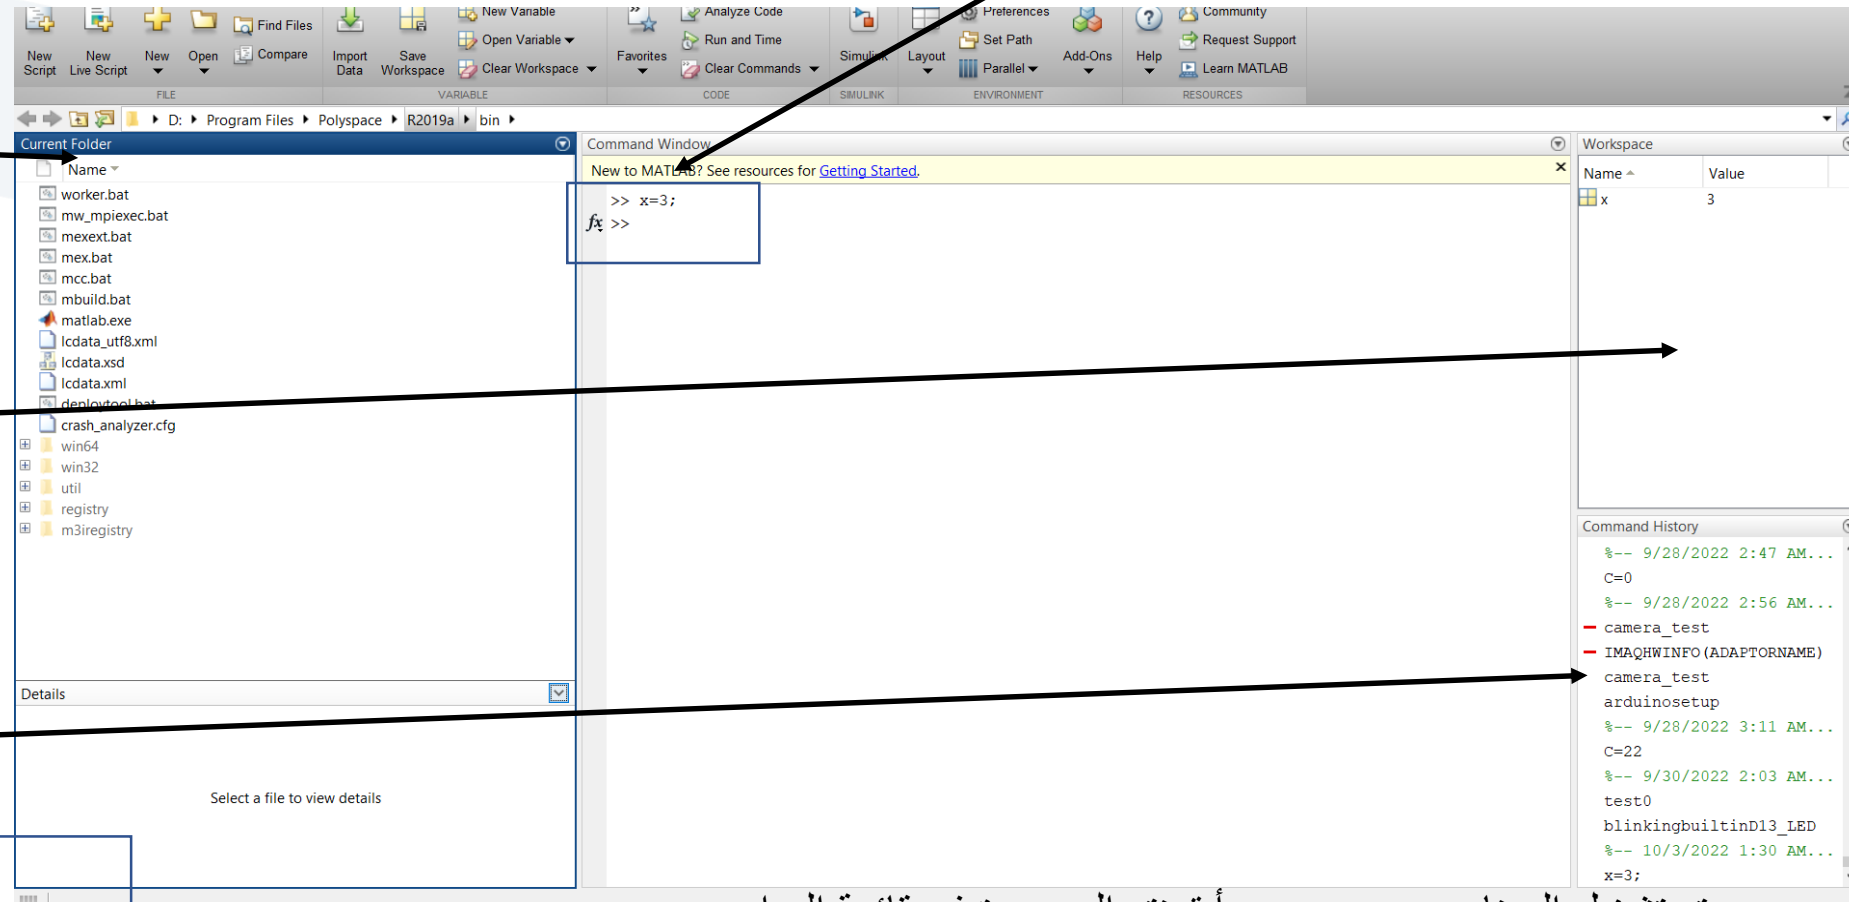 New Variable
Analyze Code
Preferences
Community
Find Files
Open Variable
Run and Time
Set Path
Request Support
New Script
New Live Script
New
Open
Compare
Import Data
Save Workspace
Clear Workspace
Favorites
Clear Commands
Simulink
Layout
Parallel
Add-Ons
Help
Learn MATLAB
FILE
VARIABLE
CODE
SIMULINK
ENVIRONMENT
RESOURCES
D: Program Files Polyspace R2019a bin
Current Folder
Name
worker.bat
mw_mpiexec.bat
mexext.bat
mex.bat
mcc.bat
mbuild.bat
matlab.exe
lcdata_utf8.xml
lcdata.xsd
lcdata.xml
deploytool.bat
crash_analyzer.cfg
win64
win32
util
registry
m3iregistry
Details
Select a file to view details
Command Window
New to MATLAB? See resources for Getting Started.
>> x=3;
fx >>
Workspace
Name Value
x 3
Command History
%-- 9/28/2022 2:47 AM...
C=0
%-- 9/28/2022 2:56 AM...
camera_test
IMAQHWINFO(ADAPTORNAME)
camera_test
arduinosetup
%-- 9/28/2022 3:11 AM...
C=22
%-- 9/30/2022 2:03 AM...
test0
blinkingbuiltinD13_LED
%-- 10/3/2022 1:30 AM...
x=3;